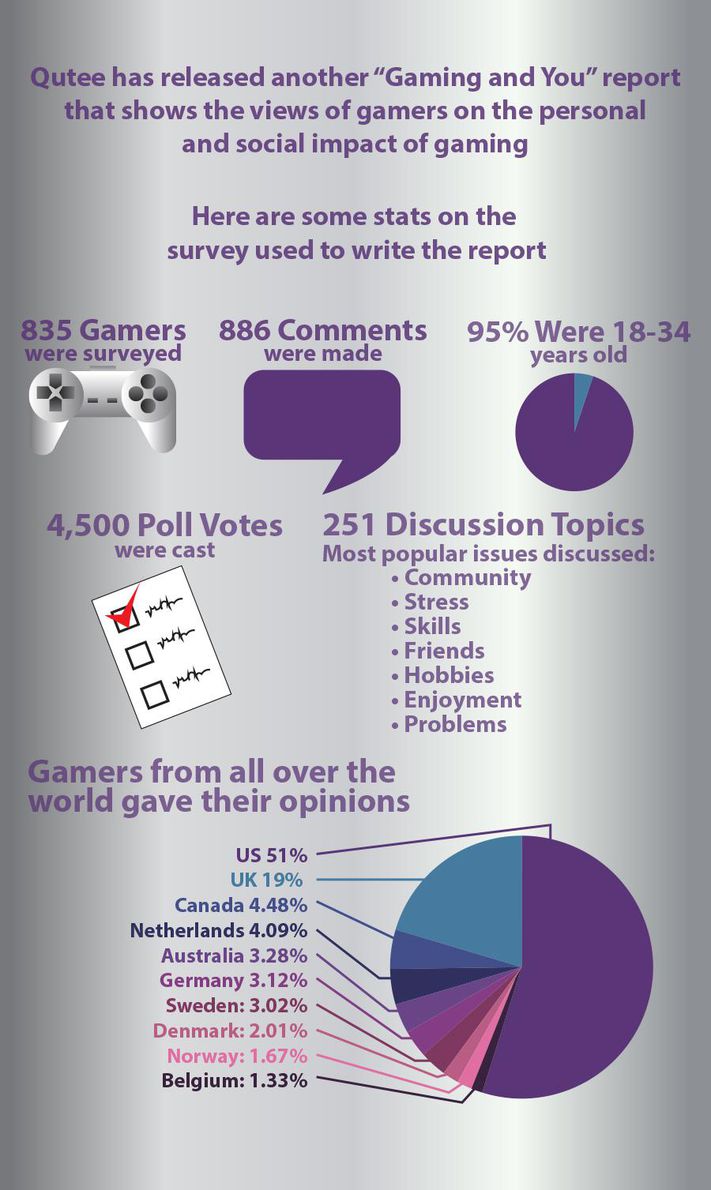 Qutee has released another “Gaming and You” report
that shows the views of gamers on the personal
and social impact of gaming
Here are some stats on the
survey used to write the report
835 Gamers
were surveyed
886 Comments
were made
95% Were 18-34
years old
4,500 Poll Votes
were cast
251 Discussion Topics
Most popular issues discussed:
• Community
• Stress
• Skills
• Friends
• Hobbies
• Enjoyment
• Problems
Gamers from all over the
world gave their opinions
US 51%
UK 19%
Canada 4.48%
Netherlands 4.09%
Australia 3.28%
Germany 3.12%
Sweden: 3.02%
Denmark: 2.01%
Norway: 1.67%
Belgium: 1.33%